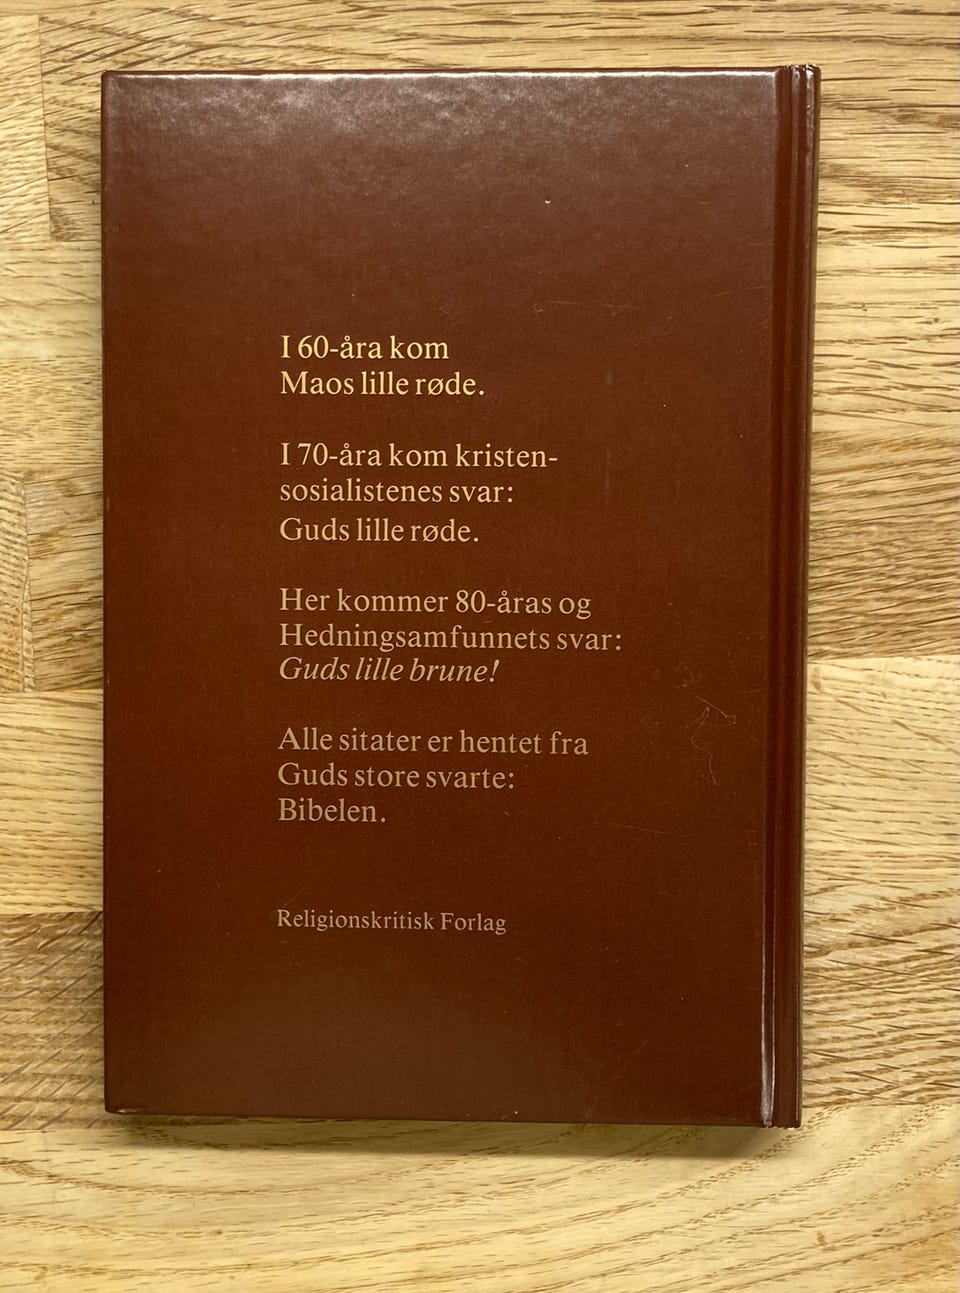 I 60-åra kom
Maos lille røde.
I 70-åra kom kristen-
sosialistenes svar:
Guds lille røde.
Her kommer 80-åras og
Hedningsamfunnets svar:
Guds lille brune!
Alle sitater er hentet fra
Guds store svarte:
Bibelen.
Religionskritisk Forlag